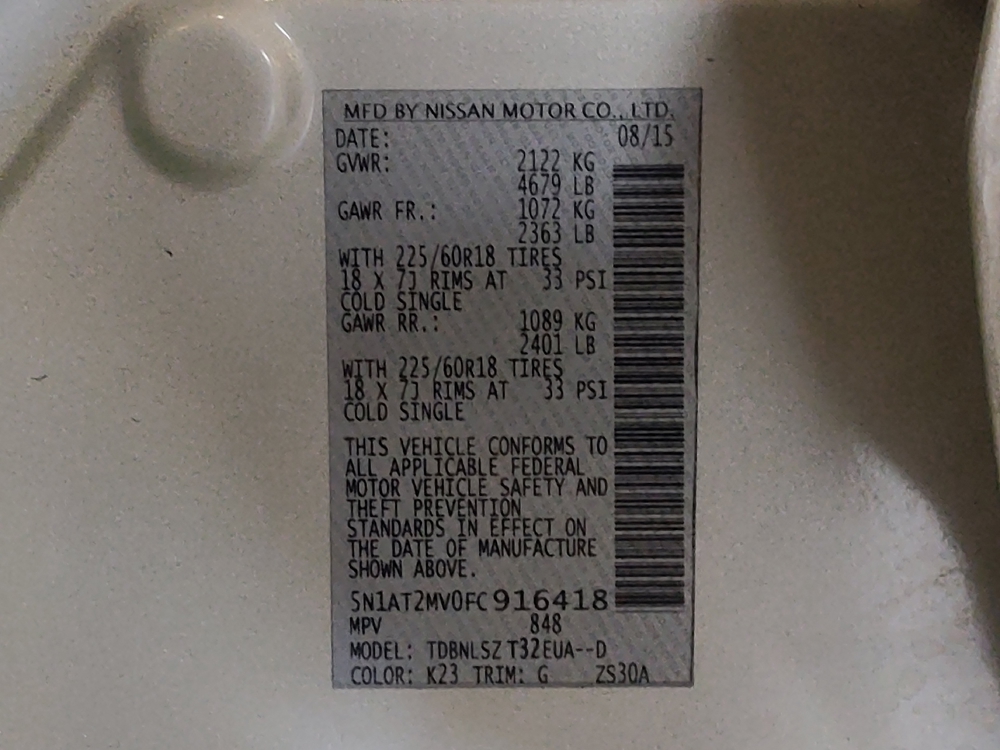 MFD BY NISSAN MOTOR CO., LTD.
DATE: 08/15
GVWR: 2122 KG
4679 LB
GAWR FR.: 1072 KG
2363 LB
WITH 225/60R18 TIRES
18 X 7J RIMS AT 33 PSI
COLD SINGLE
GAWR RR.: 1089 KG
2401 LB
WITH 225/60R18 TIRES
18 X 7J RIMS AT 33 PSI
COLD SINGLE
THIS VEHICLE CONFORMS TO
ALL APPLICABLE FEDERAL
MOTOR VEHICLE SAFETY AND
THEFT PREVENTION
STANDARDS IN EFFECT ON
THE DATE OF MANUFACTURE
SHOWN ABOVE.
5N1AT2MV0FC916418
MPV 848
MODEL: TDBNLSZ T32EUA--D
COLOR: K23 TRIM: G ZS30A